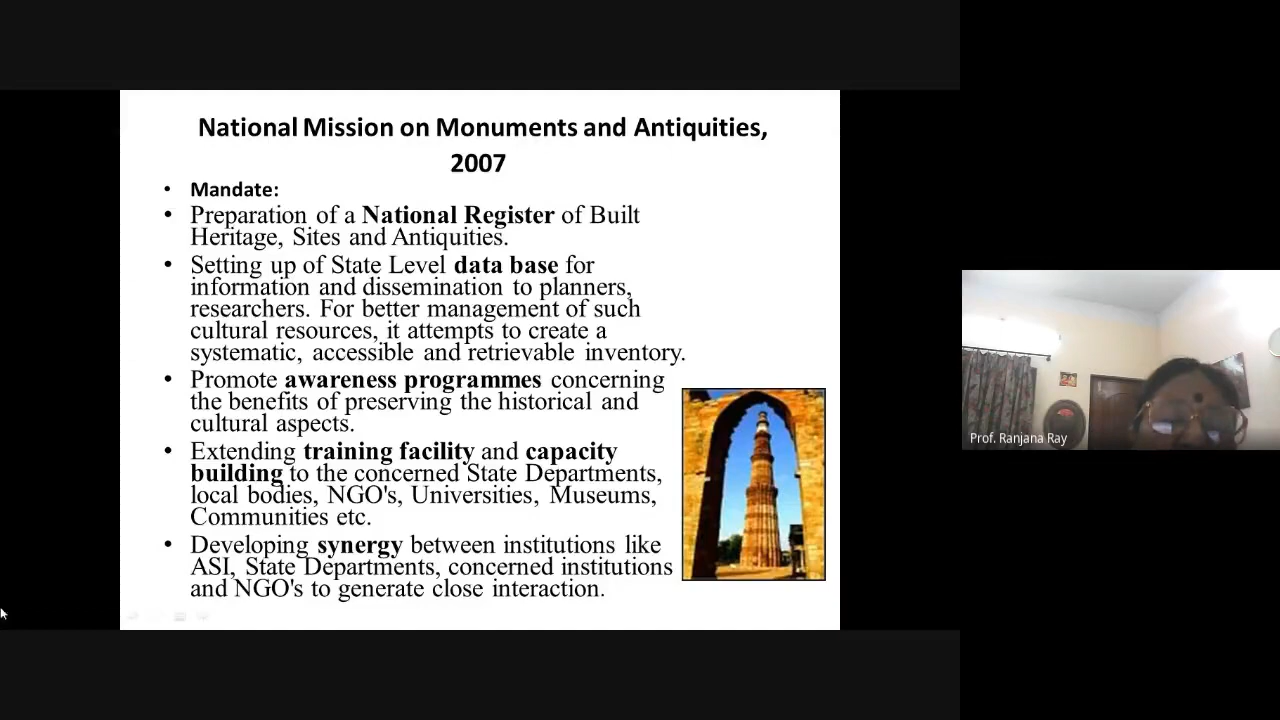 National Mission on Monuments and Antiquities,
2007
• Mandate:
• Preparation of a National Register of Built
Heritage, Sites and Antiquities.
• Setting up of State Level data base for
information and dissemination to planners,
researchers. For better management of such
cultural resources, it attempts to create a
systematic, accessible and retrievable inventory.
• Promote awareness programmes concerning
the benefits of preserving the historical and
cultural aspects.
• Extending training facility and capacity
building to the concerned State Departments,
local bodies, NGO's, Universities, Museums,
Communities etc.
• Developing synergy between institutions like
ASI, State Departments, concerned institutions
and NGO's to generate close interaction.
Prof. Ranjana Ray